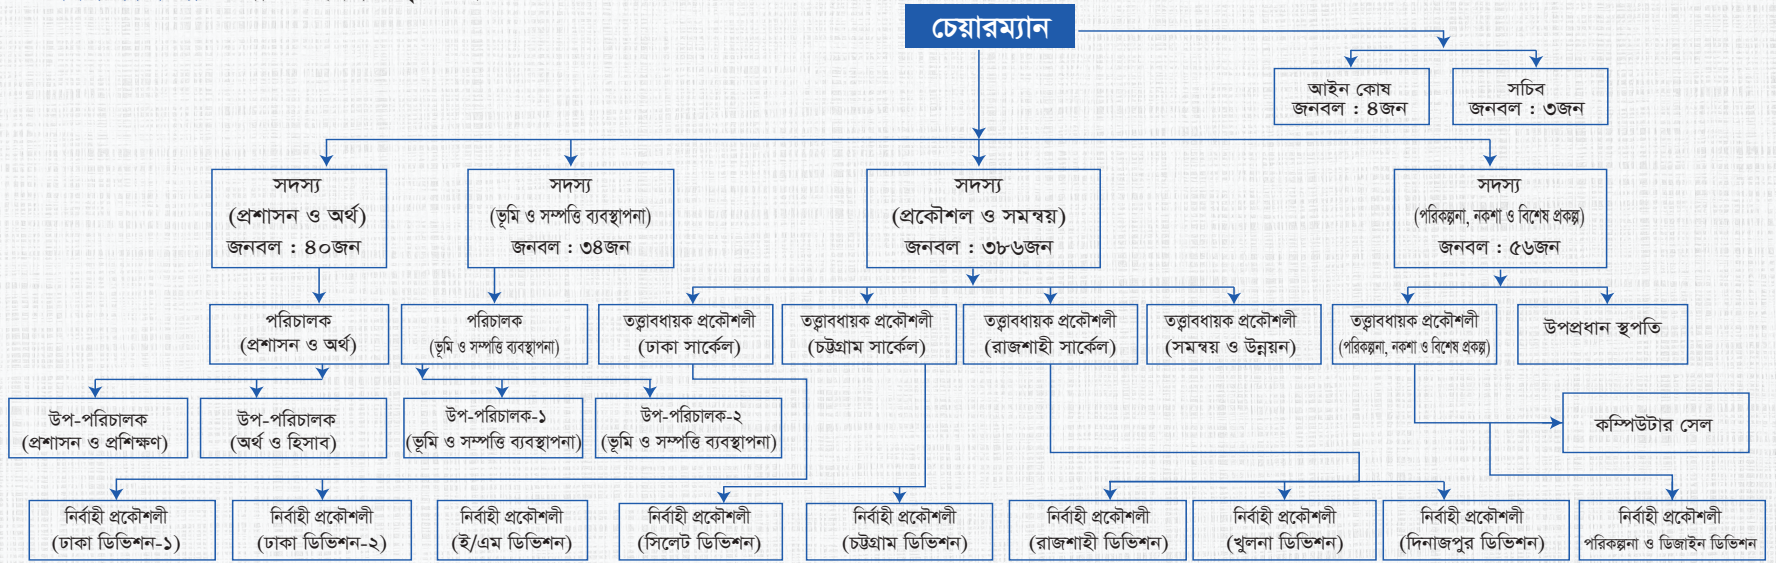 চেয়ারম্যান
আইন কোষ
জনবল : ৪জন
সচিব
জনবল : ৩জন
সদস্য
(প্রশাসন ও অর্থ)
জনবল : ৪০জন
সদস্য
(ভূমি ও সম্পত্তি ব্যবস্থাপনা)
জনবল : ৩৪জন
সদস্য
(প্রকৌশল ও সমন্বয়)
জনবল : ৩৮৬জন
সদস্য
(পরিকল্পনা, নকশা ও বিশেষ প্রকল্প)
জনবল : ৫৬জন
পরিচালক
(প্রশাসন ও অর্থ)
পরিচালক
(ভূমি ও সম্পত্তি ব্যবস্থাপনা)
তত্ত্বাবধায়ক প্রকৌশলী
(ঢাকা সার্কেল)
তত্ত্বাবধায়ক প্রকৌশলী
(চট্টগ্রাম সার্কেল)
তত্ত্বাবধায়ক প্রকৌশলী
(রাজশাহী সার্কেল)
তত্ত্বাবধায়ক প্রকৌশলী
(সমন্বয় ও উন্নয়ন)
তত্ত্বাবধায়ক প্রকৌশলী
(পরিকল্পনা, নকশা ও বিশেষ প্রকল্প)
উপপ্রধান স্থপতি
উপ-পরিচালক
(প্রশাসন ও প্রশিক্ষণ)
উপ-পরিচালক
(অর্থ ও হিসাব)
উপ-পরিচালক-১
(ভূমি ও সম্পত্তি ব্যবস্থাপনা)
উপ-পরিচালক-২
(ভূমি ও সম্পত্তি ব্যবস্থাপনা)
কম্পিউটার সেল
নির্বাহী প্রকৌশলী
(ঢাকা ডিভিশন-১)
নির্বাহী প্রকৌশলী
(ঢাকা ডিভিশন-২)
নির্বাহী প্রকৌশলী
(ই/এম ডিভিশন)
নির্বাহী প্রকৌশলী
(সিলেট ডিভিশন)
নির্বাহী প্রকৌশলী
(চট্টগ্রাম ডিভিশন)
নির্বাহী প্রকৌশলী
(রাজশাহী ডিভিশন)
নির্বাহী প্রকৌশলী
(খুলনা ডিভিশন)
নির্বাহী প্রকৌশলী
(দিনাজপুর ডিভিশন)
নির্বাহী প্রকৌশলী
পরিকল্পনা ও ডিজাইন ডিভিশন